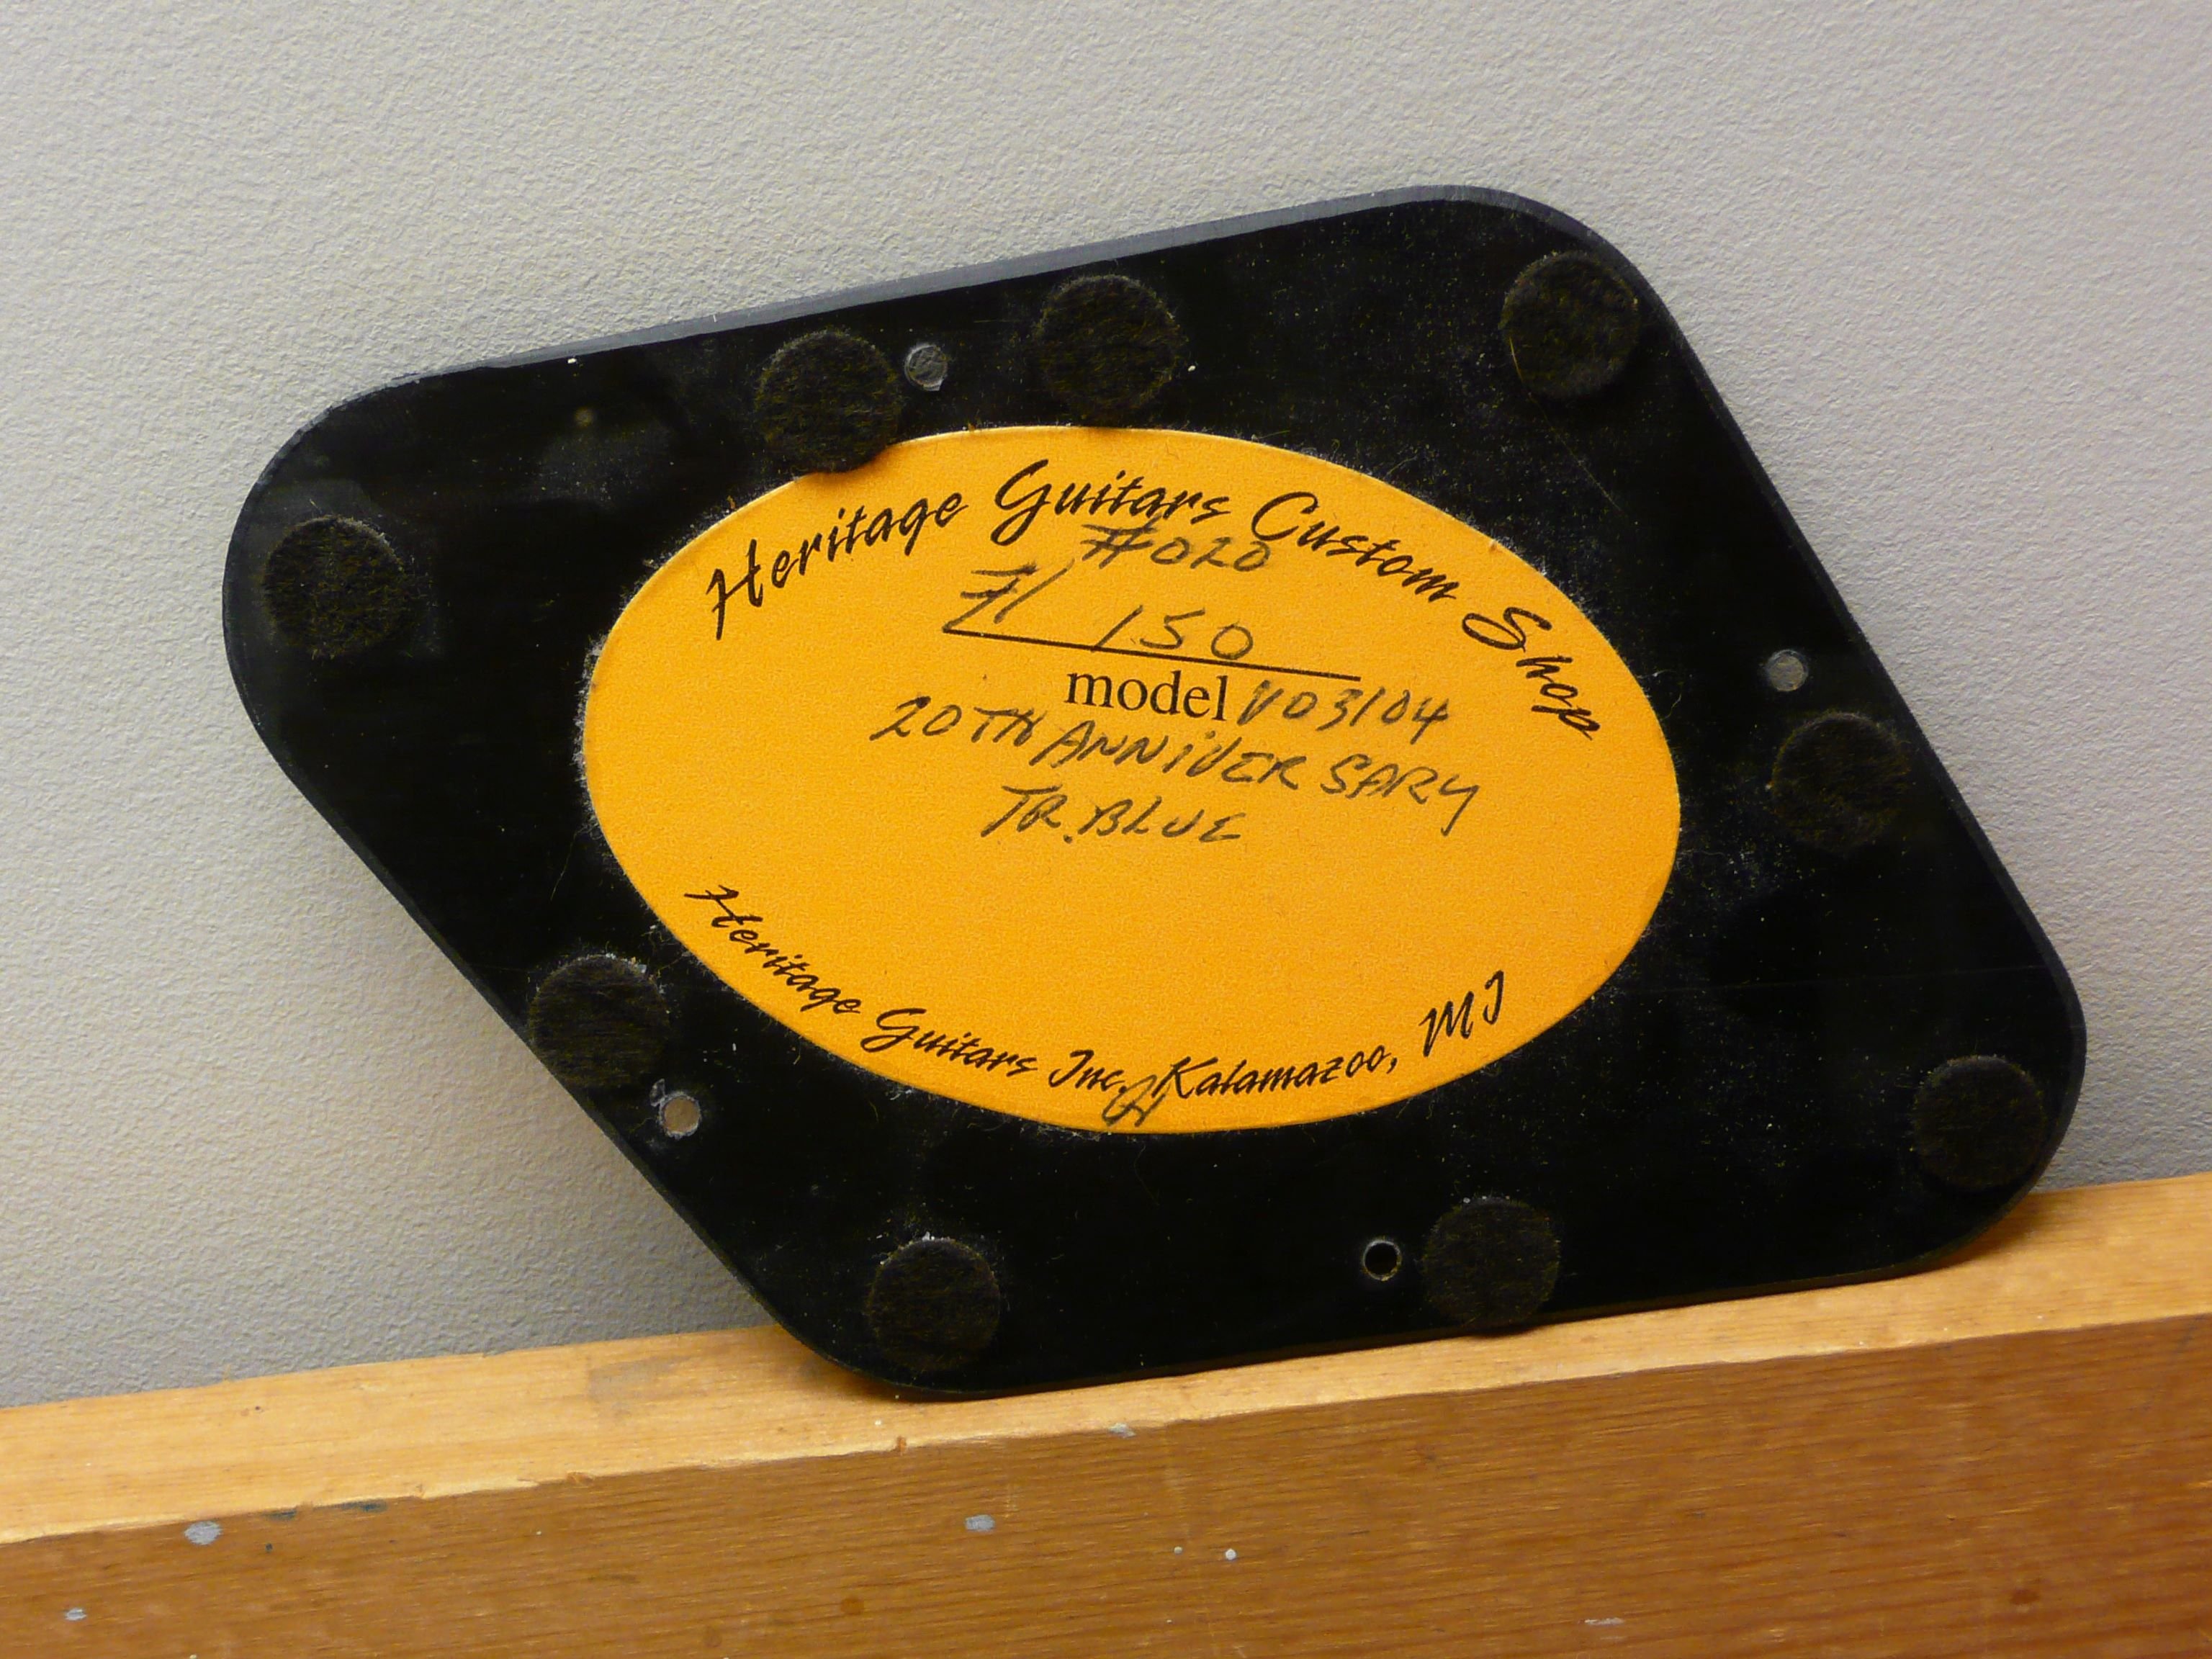 Heritage Guitars Custom Shop
#020
150
model V03104
20TH ANNIVERSARY
TR. BLUE
Heritage Guitars Inc. Kalamazoo, MI